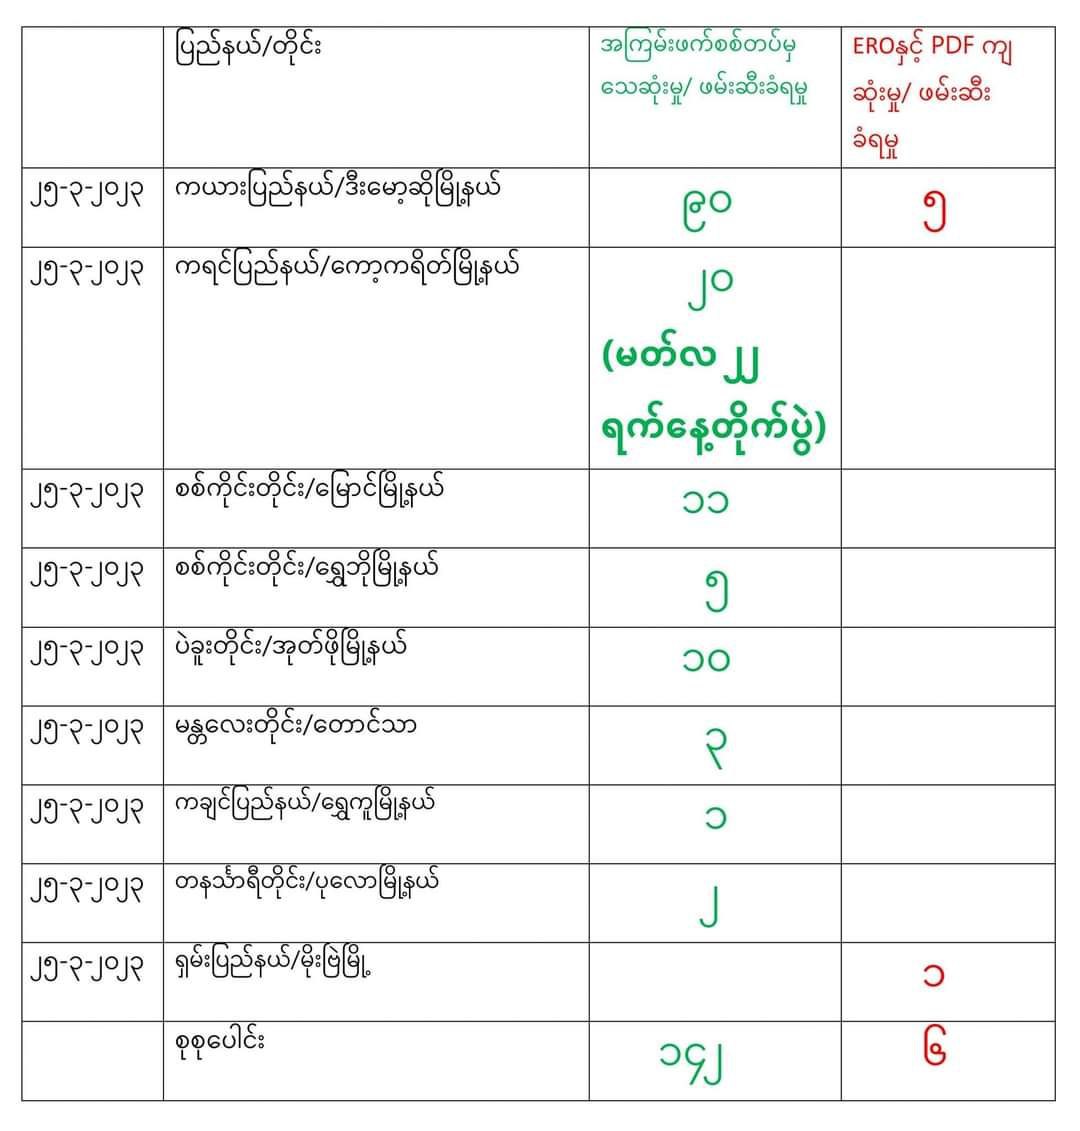 ပြည်နယ်/တိုင်း
အကြမ်းဖက်စစ်တပ်မှ
သေဆုံးမှု/ ဖမ်းဆီးခံရမှု
EROနှင့် PDF ကျ
ဆုံးမှု/ ဖမ်းဆီး
ခံရမှု
၂၅-၃-၂၀၂၃ ကယားပြည်နယ်/ဒီးမော့ဆိုမြို့နယ် ၉၀ ၅
၂၅-၃-၂၀၂၃ ကရင်ပြည်နယ်/ကော့ကရိတ်မြို့နယ် ၂၀
(မတ်လ ၂၂
ရက်နေ့တိုက်ပွဲ)
၂၅-၃-၂၀၂၃ စစ်ကိုင်းတိုင်း/မြောင်မြို့နယ် ၁၁
၂၅-၃-၂၀၂၃ စစ်ကိုင်းတိုင်း/ရွှေဘိုမြို့နယ် ၅
၂၅-၃-၂၀၂၃ ပဲခူးတိုင်း/အုတ်ဖိုမြို့နယ် ၁၀
၂၅-၃-၂၀၂၃ မန္တလေးတိုင်း/တောင်သာ ၃
၂၅-၃-၂၀၂၃ ကချင်ပြည်နယ်/ရွှေကူမြို့နယ် ၁
၂၅-၃-၂၀၂၃ တနင်္သာရီတိုင်း/ပုလောမြို့နယ် ၂
၂၅-၃-၂၀၂၃ ရှမ်းပြည်နယ်/မိုးဗြဲမြို့ ၁
စုစုပေါင်း ၁၄၂ ၆